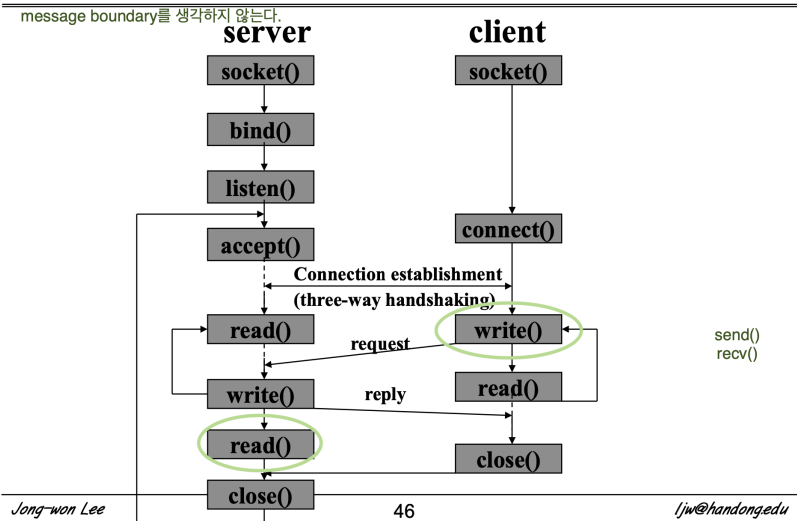 message boundary를 생각하지 않는다.
server
client
socket()
socket()
bind()
listen()
accept()
connect()
Connection establishment
(three-way handshaking)
read()
write()
request
send()
recv()
write()
reply
read()
read()
close()
close()
Jong-won Lee
46
ljw@handong.edu